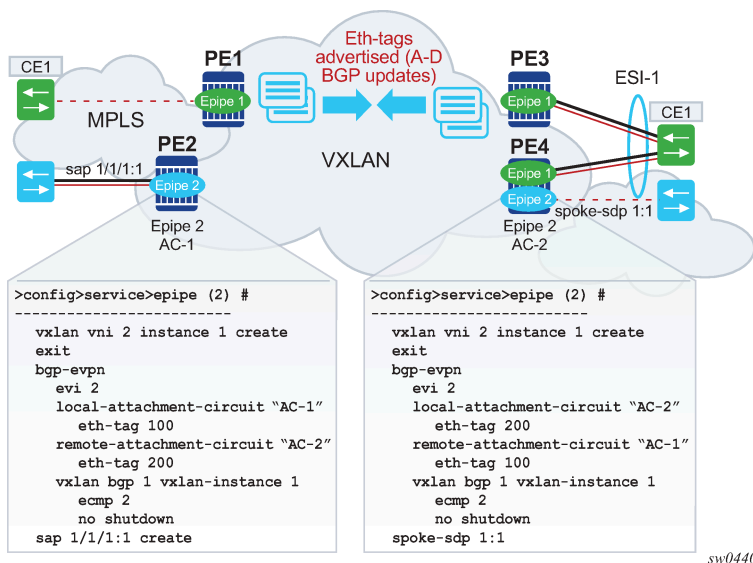 Eth-tags
advertised (A-D
BGP updates)
PE1
PE3
CE1
ESI-1
Epipe 1
Epipe 1
CE1
MPLS
PE2
PE4
VXLAN
sap 1/1/1:1
Epipe 1
Epipe 2
Epipe 2
spoke-sdp 1:1
Epipe 2
AC-1
Epipe 2
AC-2
>config>service>epipe (2) #
-------------------------
vxlan vni 2 instance 1 create
exit
bgp-evpn
evi 2
local-attachment-circuit “AC-1”
eth-tag 100
remote-attachment-circuit “AC-2”
eth-tag 200
vxlan bgp 1 vxlan-instance 1
ecmp 2
no shutdown
sap 1/1/1:1 create
>config>service>epipe (2) #
-------------------------
vxlan vni 2 instance 1 create
exit
bgp-evpn
evi 2
local-attachment-circuit “AC-2”
eth-tag 200
remote-attachment-circuit “AC-1”
eth-tag 100
vxlan bgp 1 vxlan-instance 1
ecmp 2
no shutdown
spoke-sdp 1:1